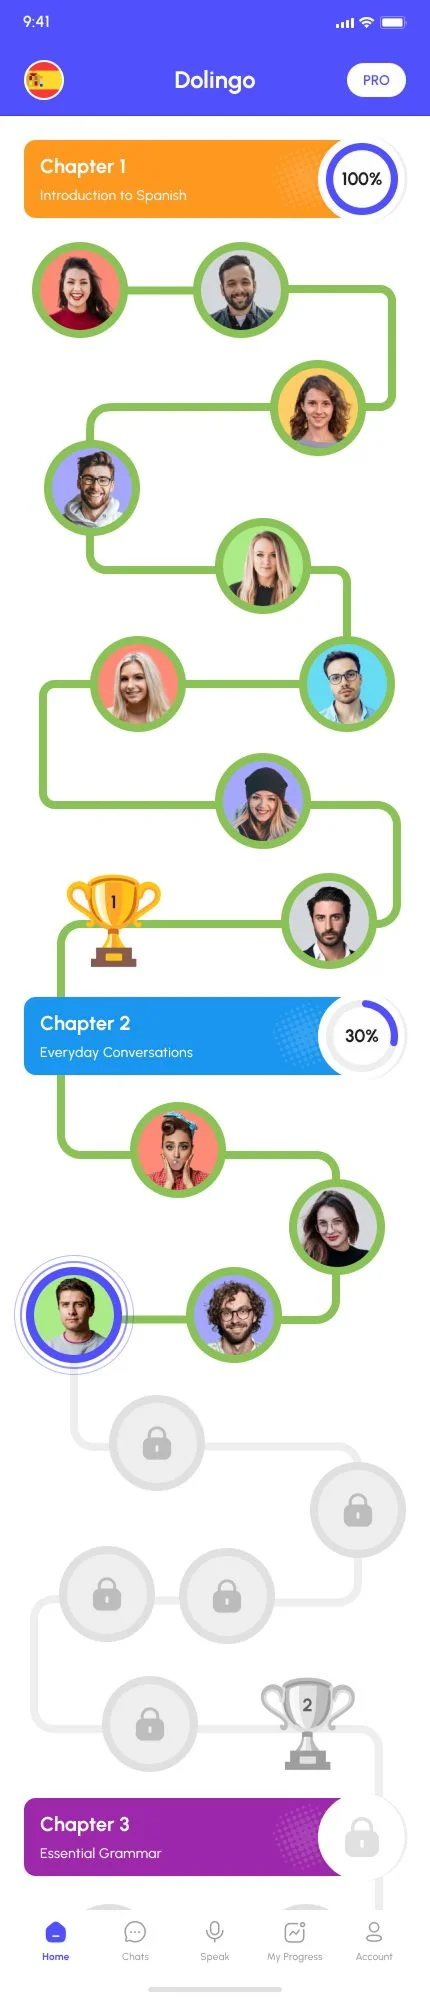 9:41
Dolingo
PRO
Chapter 1
Introduction to Spanish
100%
1
Chapter 2
Everyday Conversations
30%
2
Chapter 3
Essential Grammar
Home
Chats
Speak
My Progress
Account